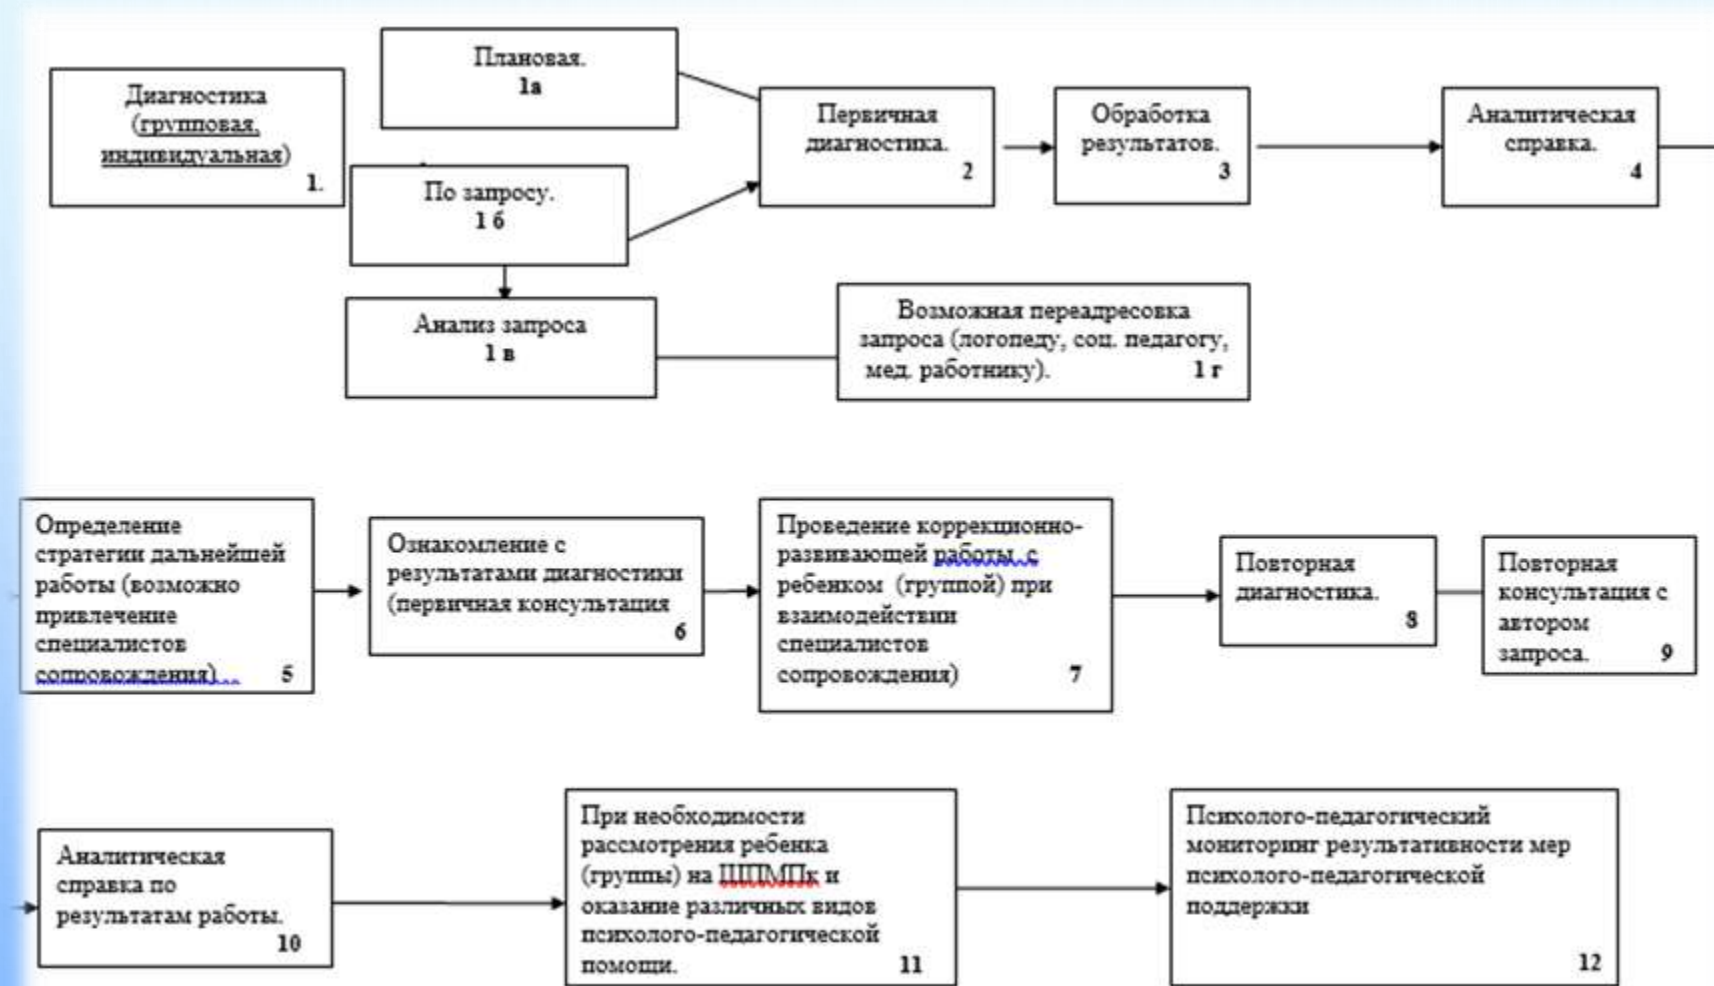 Диагностика
(групповая,
индивидуальная)
1.
Плановая.
1а
По запросу.
1 б
Анализ запроса
1 в
Возможная переадресовка
запроса (логопеду, соц. педагогу,
мед. работнику). 1 г
Первичная
диагностика.
2
Обработка
результатов.
3
Аналитическая
справка.
4
Определение
стратегии дальнейшей
работы (возможно
привлечение
специалистов
сопровождения) 5
Ознакомление с
результатами диагностики
(первичная консультация
6
Проведение коррекционно-
развивающей работы с
ребенком (группой) при
взаимодействии
специалистов
сопровождения) 7
Повторная
диагностика.
8
Повторная
консультация с
автором
запроса. 9
Аналитическая
справка по
результатам работы.
10
При необходимости
рассмотрения ребенка
(группы) на ШПМПк и
оказание различных видов
психолого-педагогической
помощи. 11
Психолого-педагогический
мониторинг результативности мер
психолого-педагогической
поддержки
12